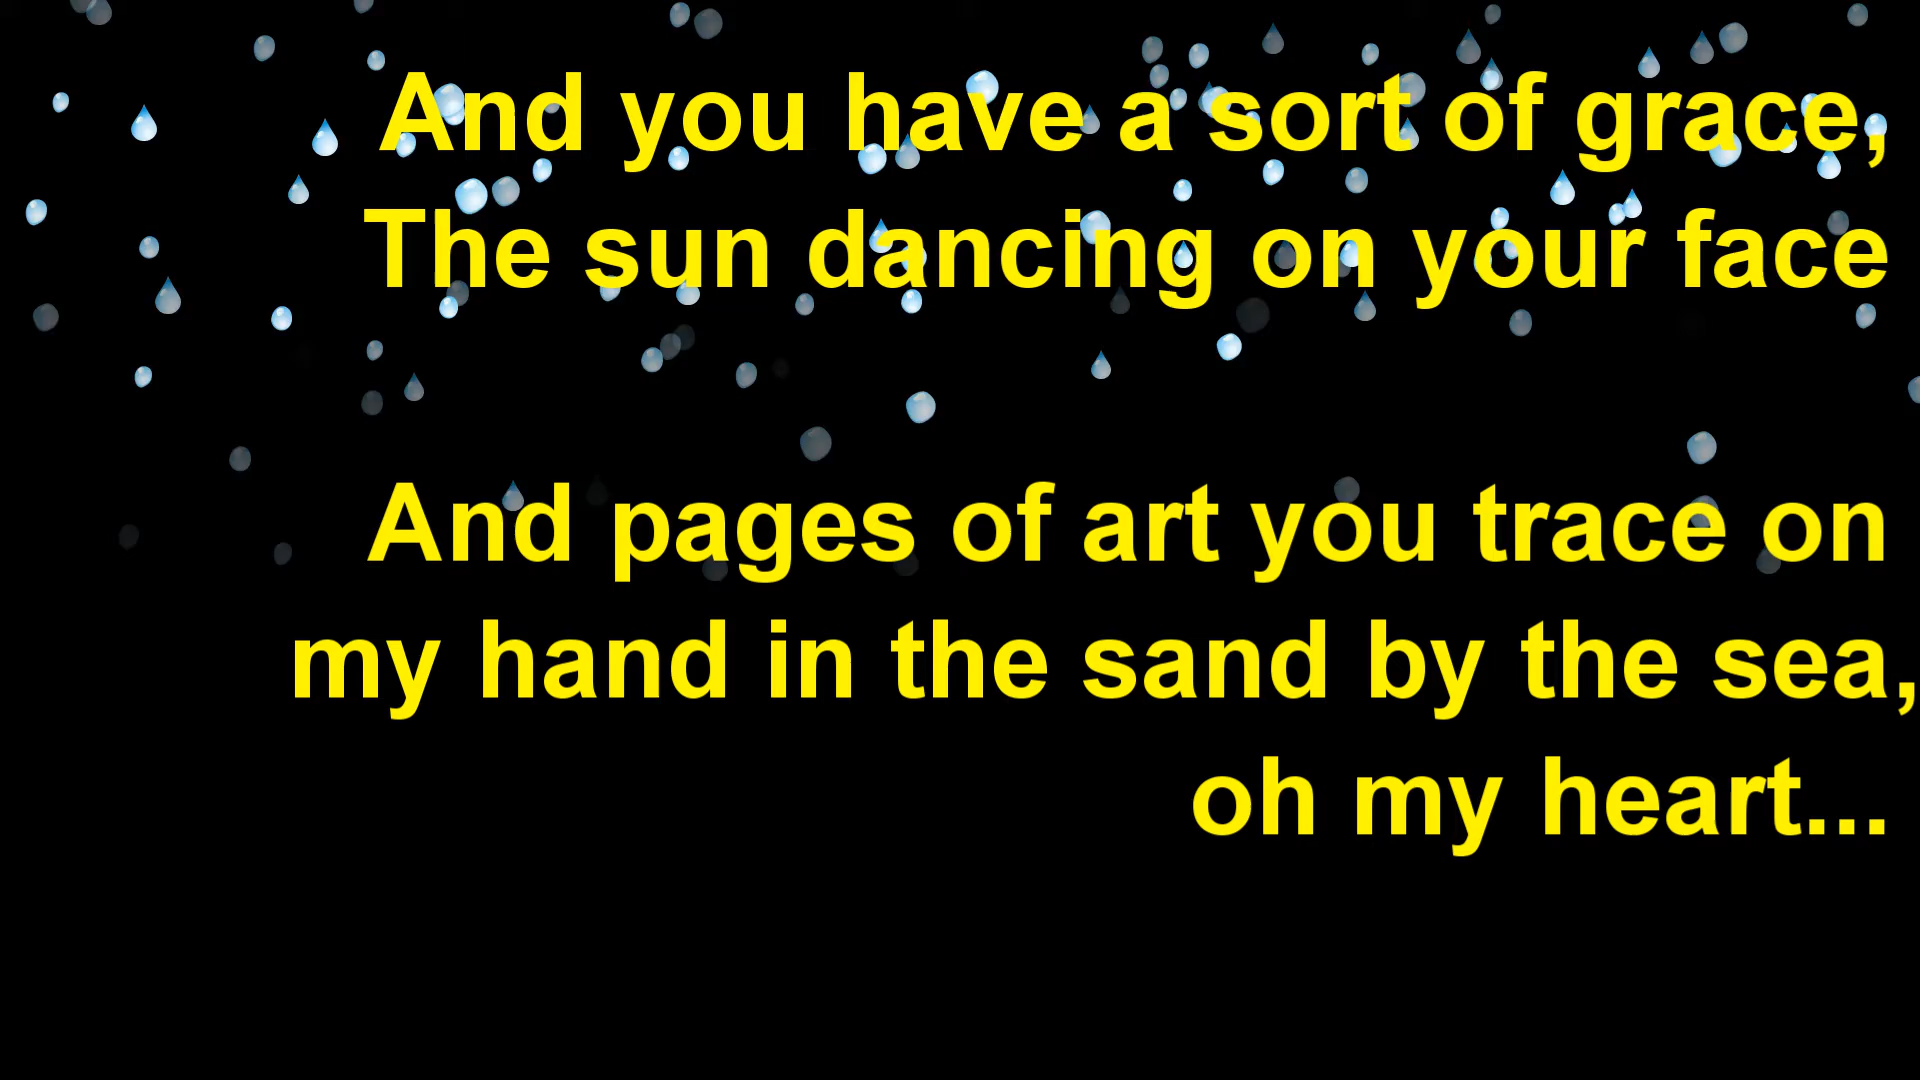 And you have a sort of grace,
The sun dancing on your face
And pages of art you trace on
my hand in the sand by the sea,
oh my heart...